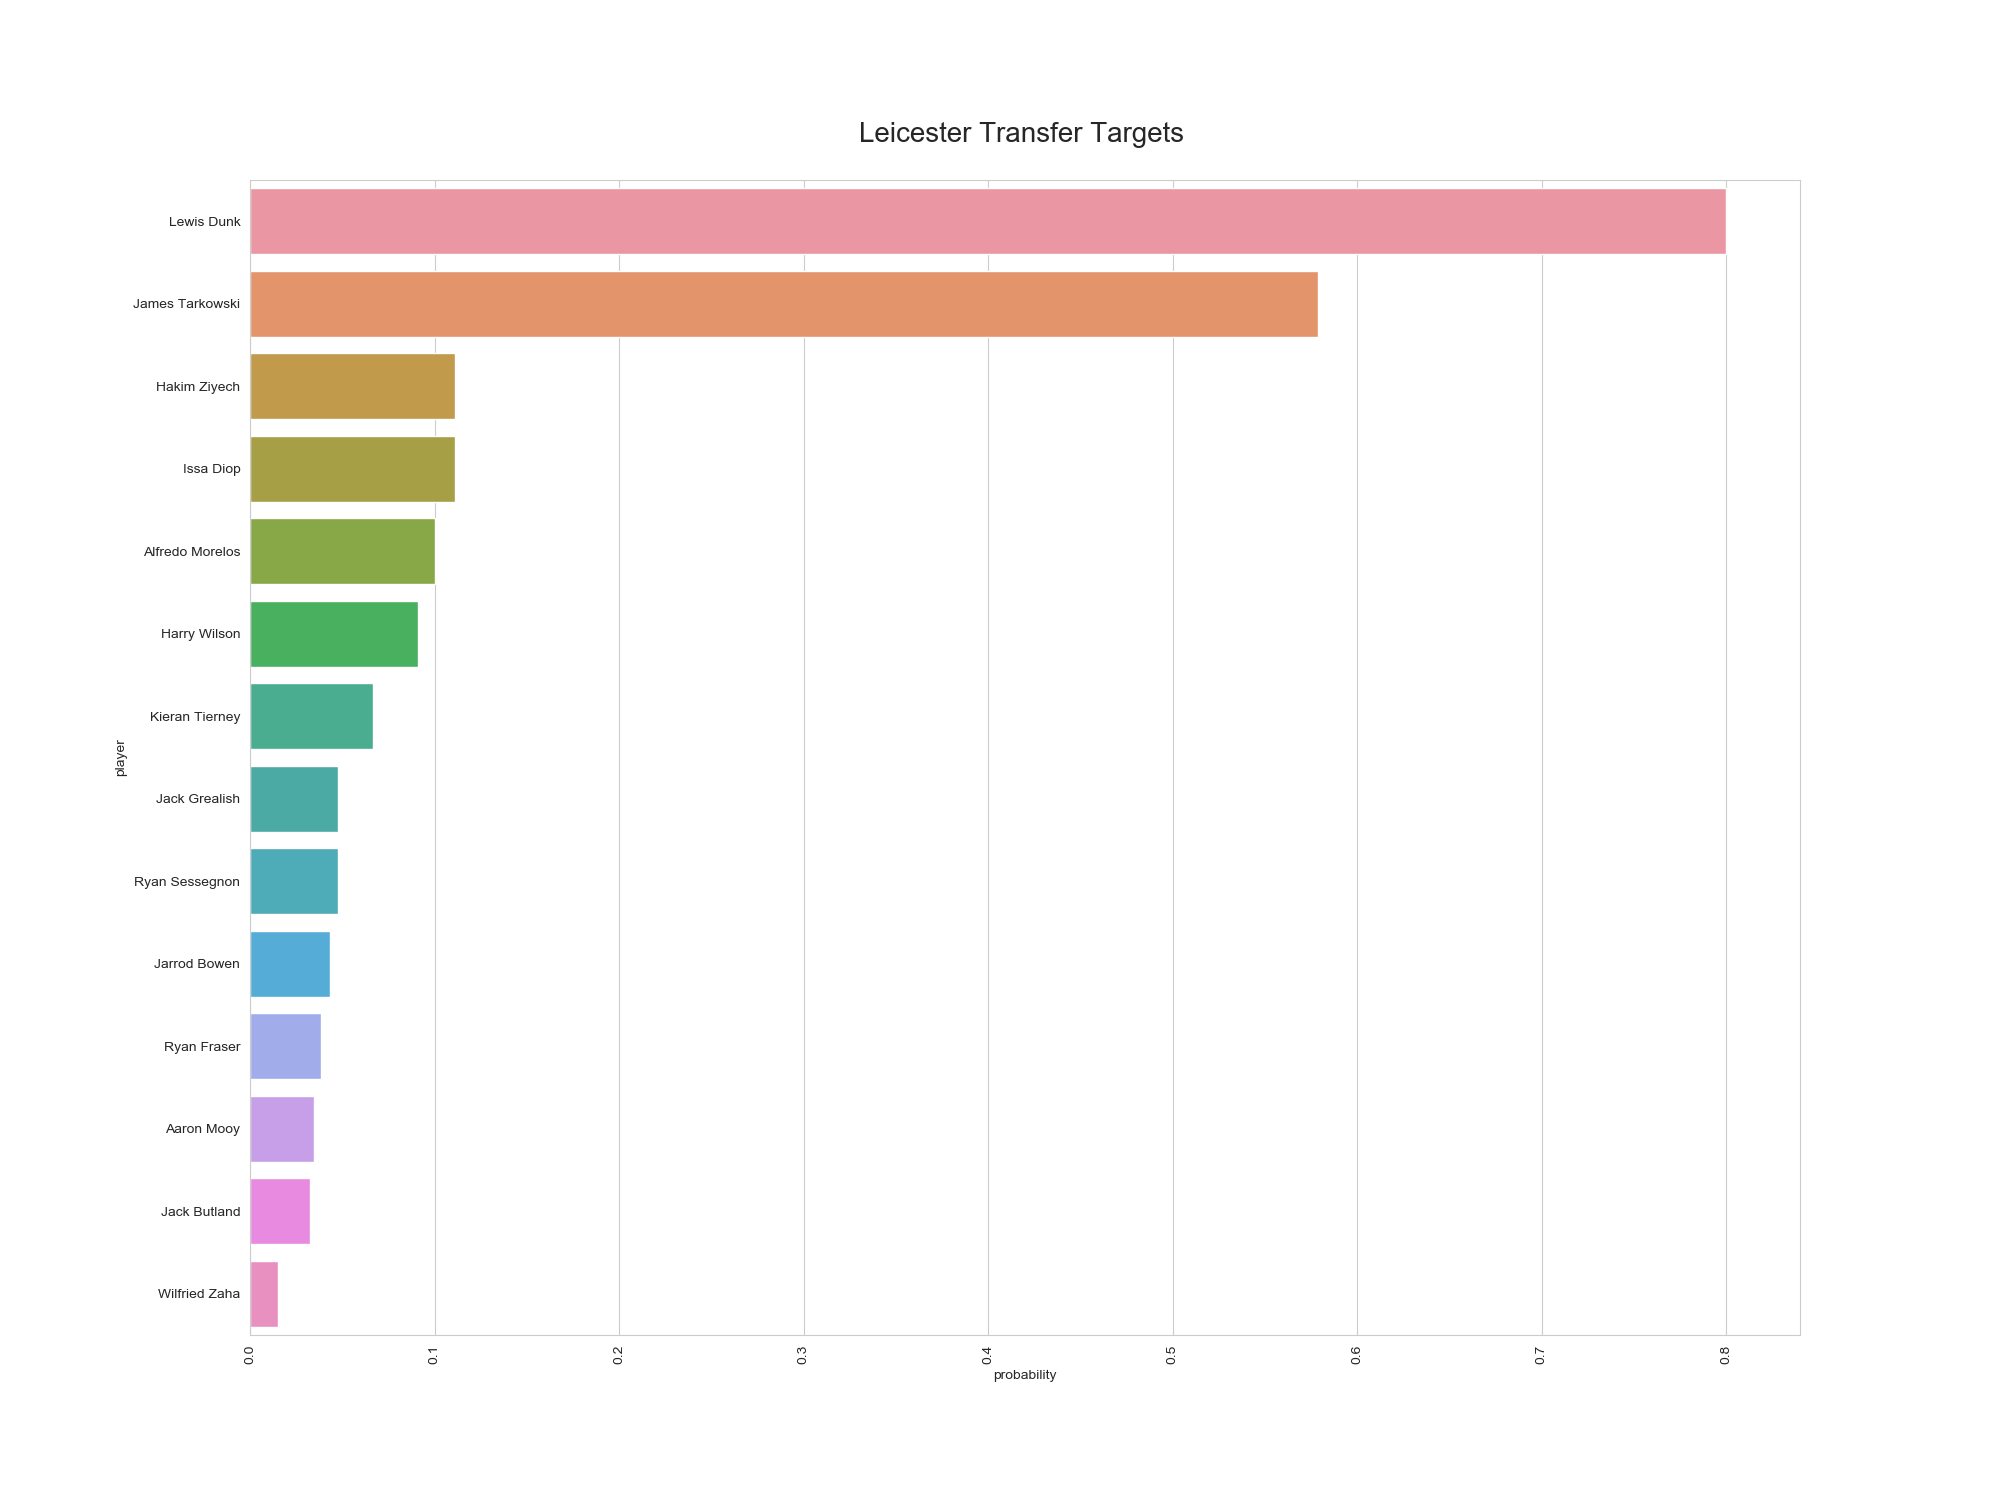 Leicester Transfer Targets
Lewis Dunk
James Tarkowski
Hakim Ziyech
Issa Diop
Alfredo Morelos
Harry Wilson
Kieran Tierney
player
Jack Grealish
Ryan Sessegnon
Jarrod Bowen
Ryan Fraser
Aaron Mooy
Jack Butland
Wilfried Zaha
0.0 0.1 0.2 0.3 0.4 0.5 0.6 0.7 0.8
probability